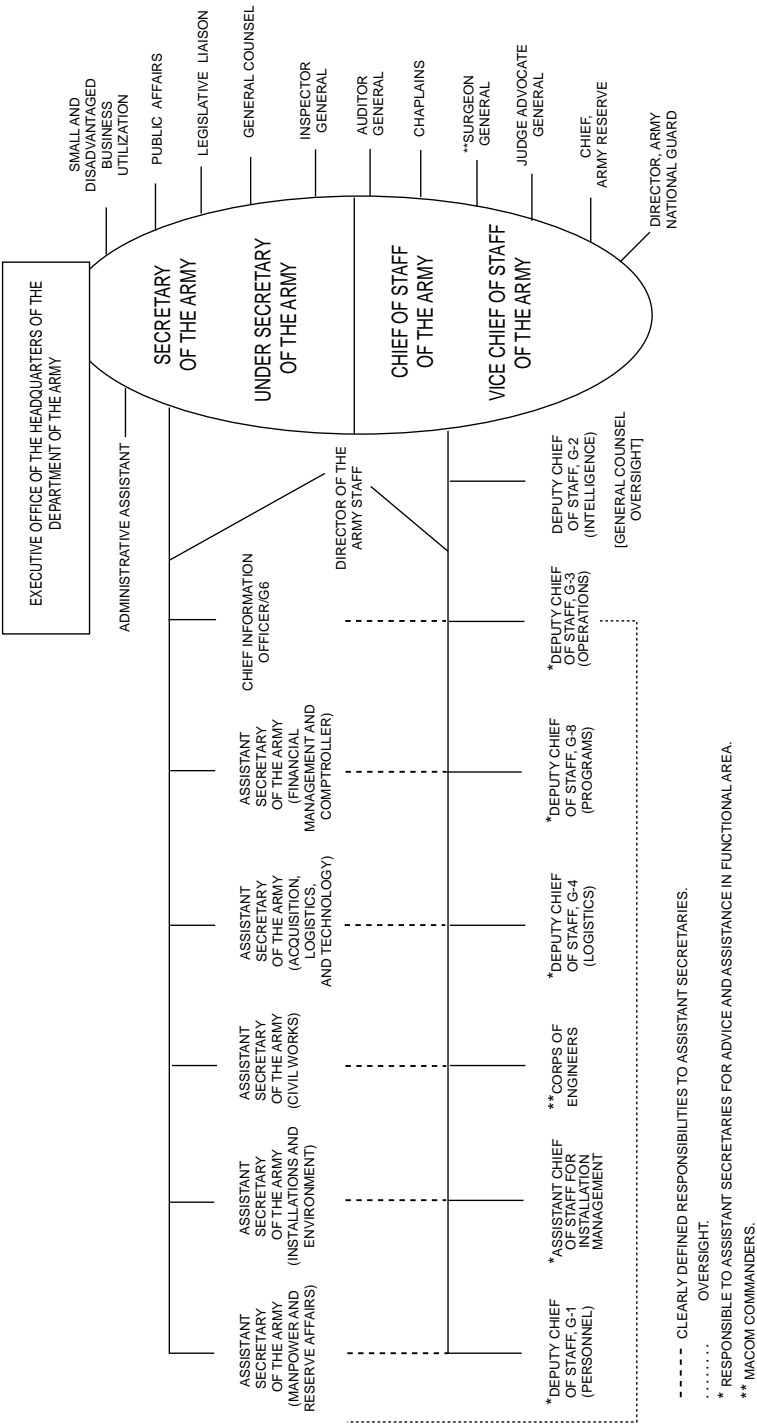 EXECUTIVE OFFICE OF THE HEADQUARTERS OF THE
DEPARTMENT OF THE ARMY
ADMINISTRATIVE ASSISTANT
SECRETARY
OF THE ARMY
UNDER SECRETARY
OF THE ARMY
CHIEF OF STAFF
OF THE ARMY
VICE CHIEF OF STAFF
OF THE ARMY
SMALL AND
DISADVANTAGED
BUSINESS
UTILIZATION
PUBLIC AFFAIRS
LEGISLATIVE LIAISON
GENERAL COUNSEL
INSPECTOR
GENERAL
AUDITOR
GENERAL
CHAPLAINS
**SURGEON
GENERAL
JUDGE ADVOCATE
GENERAL
CHIEF,
ARMY RESERVE
DIRECTOR, ARMY
NATIONAL GUARD
DIRECTOR OF THE
ARMY STAFF
ASSISTANT
SECRETARY
OF THE ARMY
(MANPOWER AND
RESERVE AFFAIRS)
ASSISTANT
SECRETARY
OF THE ARMY
(INSTALLATIONS AND
ENVIRONMENT)
ASSISTANT
SECRETARY
OF THE ARMY
(CIVIL WORKS)
ASSISTANT
SECRETARY
OF THE ARMY
(ACQUISITION,
LOGISTICS,
AND TECHNOLOGY)
ASSISTANT
SECRETARY
OF THE ARMY
(FINANCIAL
MANAGEMENT AND
COMPTROLLER)
CHIEF INFORMATION
OFFICER/G6
*DEPUTY CHIEF
OF STAFF, G-1
(PERSONNEL)
*ASSISTANT CHIEF
OF STAFF FOR
INSTALLATION
MANAGEMENT
**CORPS OF
ENGINEERS
*DEPUTY CHIEF
OF STAFF, G-4
(LOGISTICS)
*DEPUTY CHIEF
OF STAFF, G-8
(PROGRAMS)
*DEPUTY CHIEF
OF STAFF, G-3
(OPERATIONS)
DEPUTY CHIEF
OF STAFF, G-2
(INTELLIGENCE)
[GENERAL COUNSEL
OVERSIGHT]
----- CLEARLY DEFINED RESPONSIBILITIES TO ASSISTANT SECRETARIES.
........ OVERSIGHT.
* RESPONSIBLE TO ASSISTANT SECRETARIES FOR ADVICE AND ASSISTANCE IN FUNCTIONAL AREA.
** MACOM COMMANDERS.